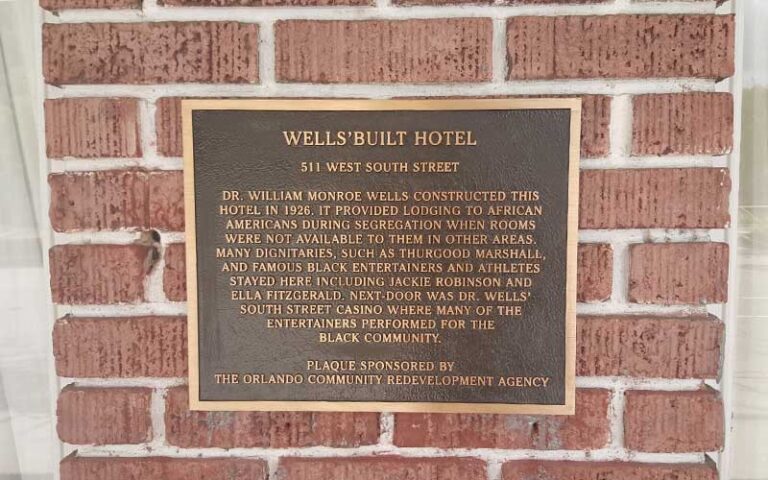 WELLS'BUILT HOTEL
511 WEST SOUTH STREET
DR. WILLIAM MONROE WELLS CONSTRUCTED THIS
HOTEL IN 1926. IT PROVIDED LODGING TO AFRICAN
AMERICANS DURING SEGREGATION WHEN ROOMS
WERE NOT AVAILABLE TO THEM IN OTHER AREAS.
MANY DIGNITARIES, SUCH AS THURGOOD MARSHALL,
AND FAMOUS BLACK ENTERTAINERS AND ATHLETES
STAYED HERE INCLUDING JACKIE ROBINSON AND
ELLA FITZGERALD. NEXT-DOOR WAS DR. WELLS'
SOUTH STREET CASINO WHERE MANY OF THE
ENTERTAINERS PERFORMED FOR THE
BLACK COMMUNITY.
PLAQUE SPONSORED BY
THE ORLANDO COMMUNITY REDEVELOPMENT AGENCY